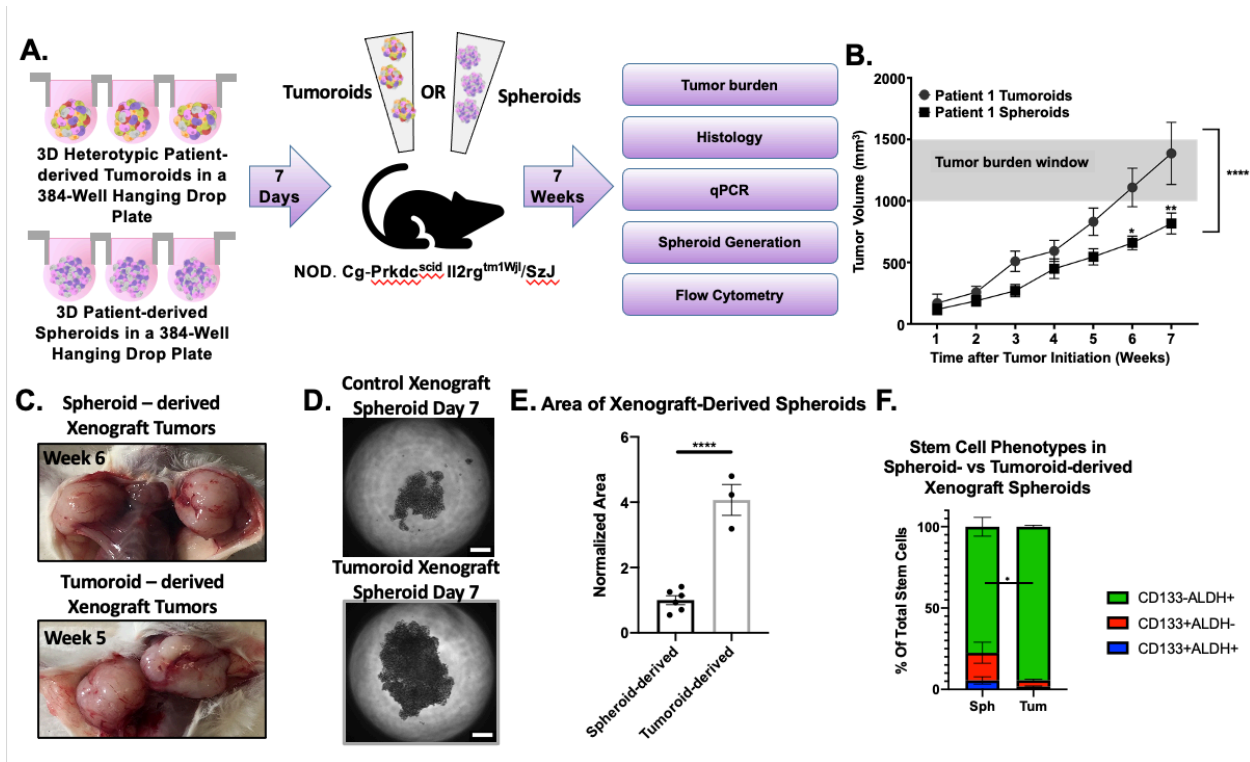 A.
3D Heterotypic Patient-
derived Tumoroids in a
384-Well Hanging Drop
Plate
3D Patient-derived
Spheroids in a 384-Well
Hanging Drop Plate
7
Days
Tumoroids
OR
Spheroids
NOD. Cg-Prkdcscid Il2rgtm1Wjl/SzJ
7
Weeks
Tumor burden
Histology
qPCR
Spheroid Generation
Flow Cytometry
B.
Tumor Volume (mm3)
2000
1500
1000
500
0
Patient 1 Tumoroids
Patient 1 Spheroids
Tumor burden window
****
*
**
1 2 3 4 5 6 7
Time after Tumor Initiation (Weeks)
C.
Spheroid – derived
Xenograft Tumors
Week 6
Tumoroid – derived
Xenograft Tumors
Week 5
D.
Control Xenograft
Spheroid Day 7
Tumoroid Xenograft
Spheroid Day 7
E. Area of Xenograft-Derived Spheroids
Normalized Area
6
4
2
0
****
Spheroid-derived
Tumoroid-derived
F.
Stem Cell Phenotypes in
Spheroid- vs Tumoroid-derived
Xenograft Spheroids
% Of Total Stem Cells
100
50
0
*
Sph Tum
CD133-ALDH+
CD133+ALDH-
CD133+ALDH+